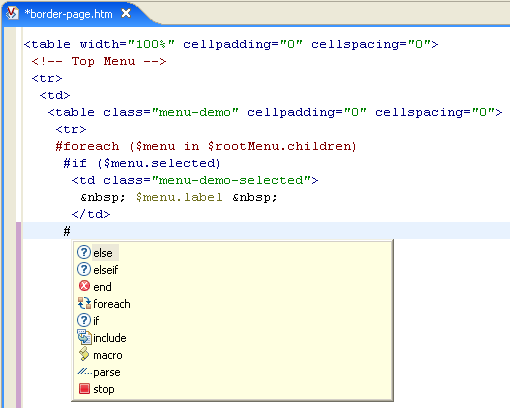 *border-page.htm
<table width="100%" cellpadding="0" cellspacing="0">
<!-- Top Menu -->
<tr>
<td>
<table class="menu-demo" cellpadding="0" cellspacing="0">
<tr>
#foreach ($menu in $rootMenu.children)
#if ($menu.selected)
<td class="menu-demo-selected">
&nbsp; $menu.label &nbsp;
</td>
#
else
elseif
end
foreach
if
include
macro
parse
stop